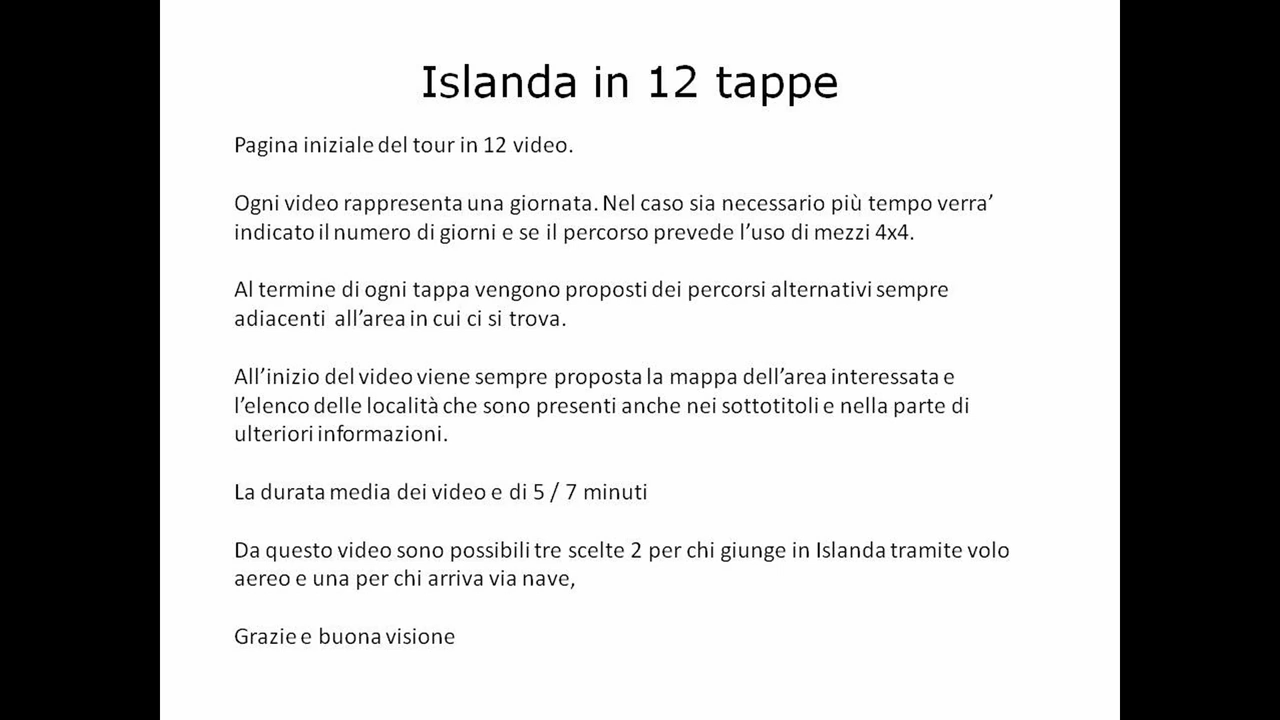 Islanda in 12 tappe
Pagina iniziale del tour in 12 video.
Ogni video rappresenta una giornata. Nel caso sia necessario più tempo verra’
indicato il numero di giorni e se il percorso prevede l’uso di mezzi 4x4.
Al termine di ogni tappa vengono proposti dei percorsi alternativi sempre
adiacenti all’area in cui ci si trova.
All’inizio del video viene sempre proposta la mappa dell’area interessata e
l’elenco delle località che sono presenti anche nei sottotitoli e nella parte di
ulteriori informazioni.
La durata media dei video e di 5 / 7 minuti
Da questo video sono possibili tre scelte 2 per chi giunge in Islanda tramite volo
aereo e una per chi arriva via nave,
Grazie e buona visione